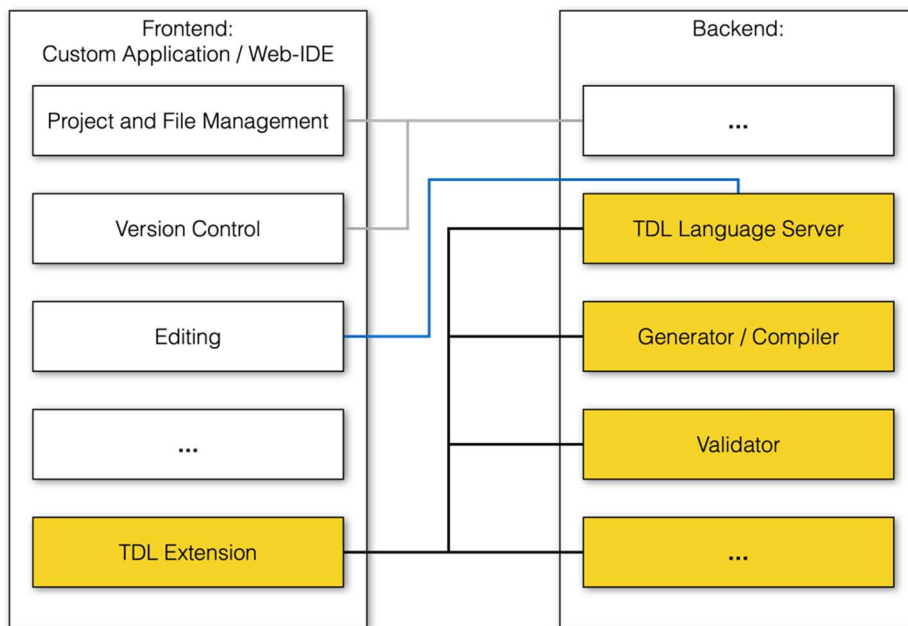 Frontend:
Custom Application / Web-IDE
Project and File Management
Version Control
Editing
...
TDL Extension
Backend:
...
TDL Language Server
Generator / Compiler
Validator
...